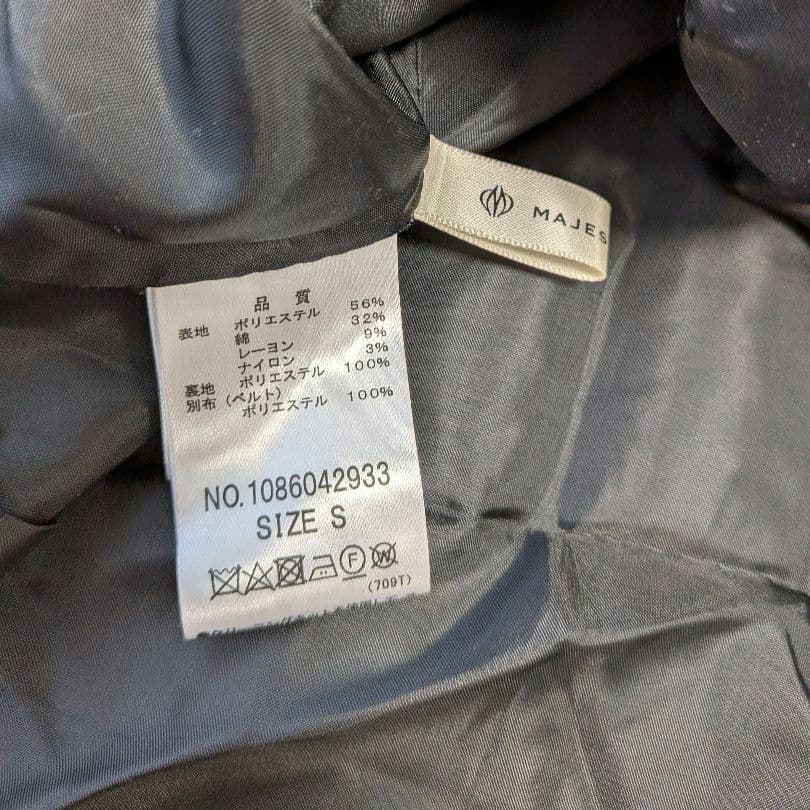 MAJES
品 質
表地 ポリエステル 56%
綿 32%
レーヨン 9%
ナイロン 3%
裏地 ポリエステル 100%
別布(ベルト)
ポリエステル 100%
NO.1086042933
SIZE S
F W
(709T)